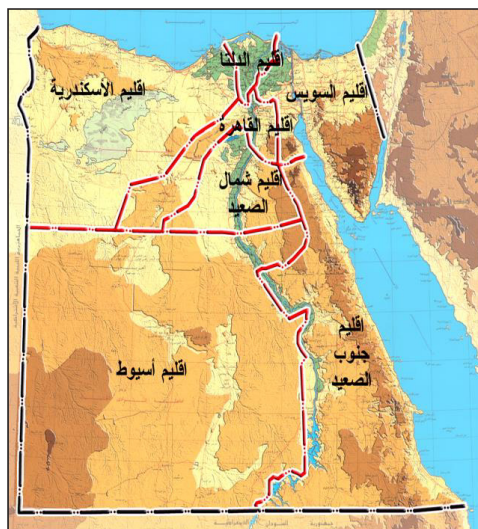 اقليم الدلتا
اقليم الأسكندرية
اقليم السويس
اقليم القاهرة
اقليم شمال
الصعيد
اقليم
جنوب
الصعيد
اقليم أسيوط